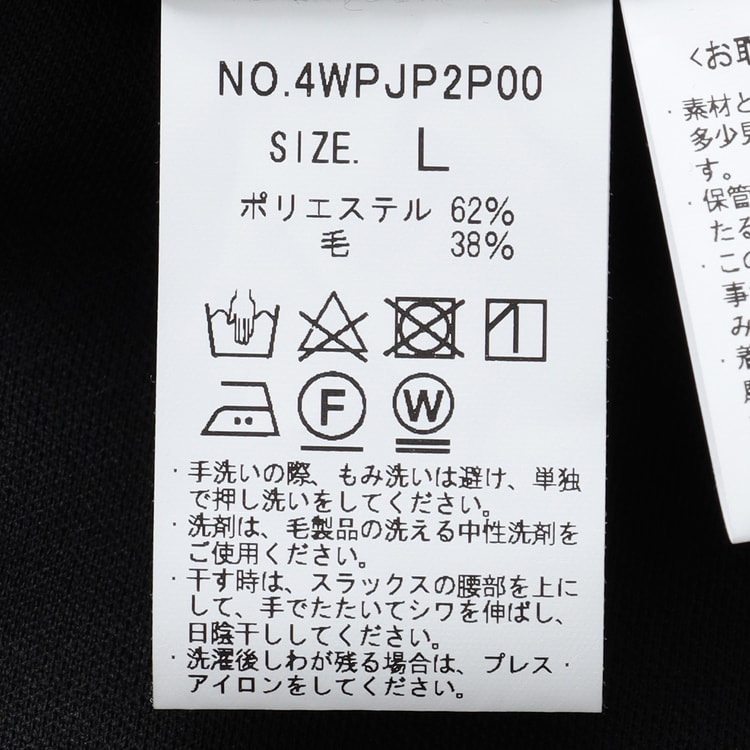 NO.4WPJP2P00
SIZE. L
ポリエステル 62%
毛 38%
F W
・手洗いの際、もみ洗いは避け、単独
で押し洗いをしてください。
・洗剤は、毛製品の洗える中性洗剤を
ご使用ください。
・干す時は、スラックスの腰部を上に
して、手でたたいてシワを伸ばし、
日陰干ししてください。
・洗濯後しわが残る場合は、プレス・
アイロンをしてください。
〈お取
・素材と
多少見
す。
・保管
たる
・この
事
み
・着